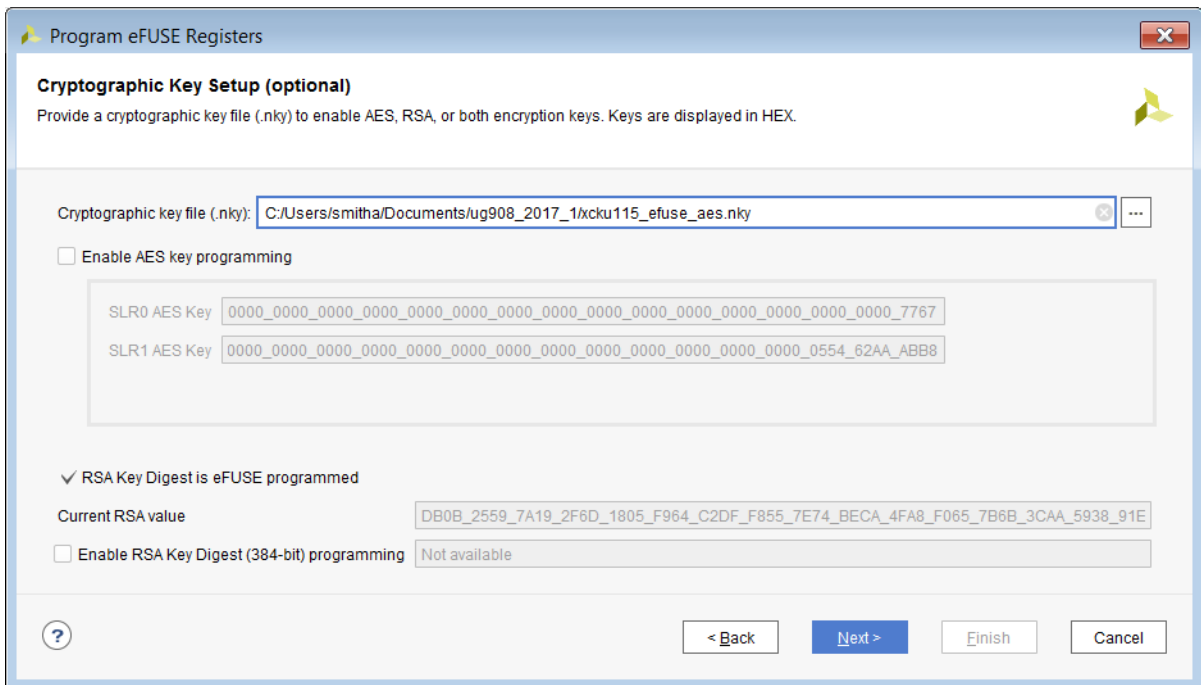 Program eFUSE Registers
Cryptographic Key Setup (optional)
Provide a cryptographic key file (.nky) to enable AES, RSA, or both encryption keys. Keys are displayed in HEX.
Cryptographic key file (.nky): C:/Users/smitha/Documents/ug908_2017_1/xcku115_efuse_aes.nky ...
Enable AES key programming
SLR0 AES Key 0000_0000_0000_0000_0000_0000_0000_0000_0000_0000_0000_0000_0000_0000_0000_7767
SLR1 AES Key 0000_0000_0000_0000_0000_0000_0000_0000_0000_0000_0000_0000_0000_0554_62AA_ABB8
RSA Key Digest is eFUSE programmed
Current RSA value DB0B_2559_7A19_2F6D_1805_F964_C2DF_F855_7E74_BECA_4FA8_F065_7B6B_3CAA_5938_91E
Enable RSA Key Digest (384-bit) programming Not available
? < Back Next > Finish Cancel